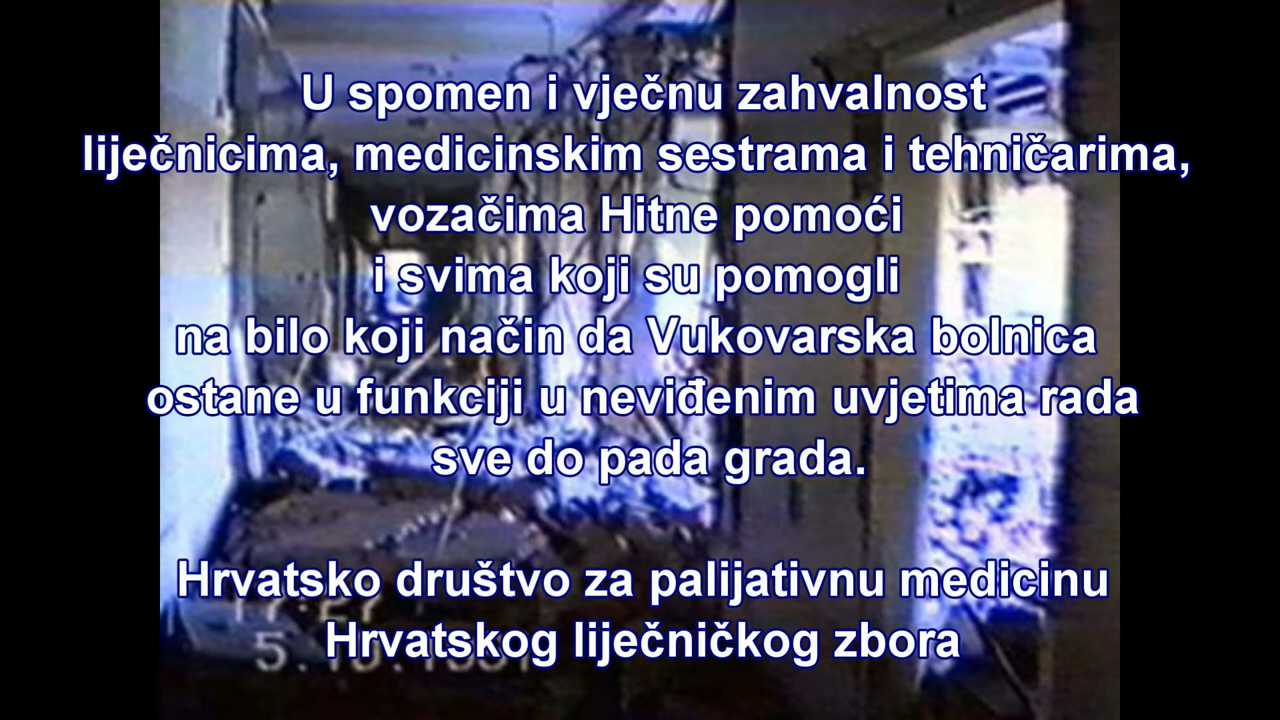 U spomen i vječnu zahvalnost
liječnicima, medicinskim sestrama i tehničarima,
vozačima Hitne pomoći
i svima koji su pomogli
na bilo koji način da Vukovarska bolnica
ostane u funkciji u neviđenim uvjetima rada
sve do pada grada.
Hrvatsko društvo za palijativnu medicinu
17:27
Hrvatskog liječničkog zbora